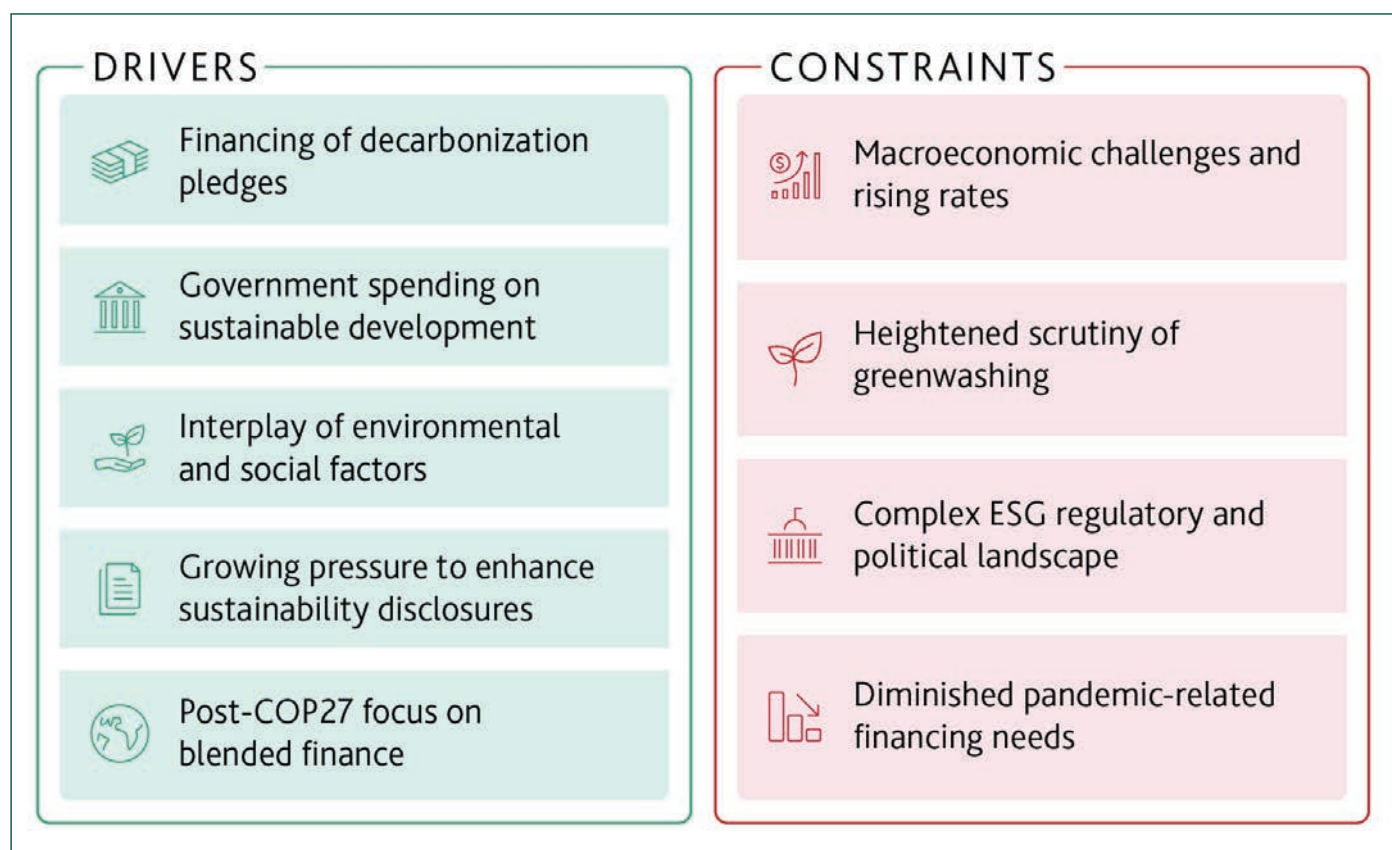 DRIVERS
Financing of decarbonization
pledges
Government spending on
sustainable development
Interplay of environmental
and social factors
Growing pressure to enhance
sustainability disclosures
Post-COP27 focus on
blended finance
CONSTRAINTS
Macroeconomic challenges and
rising rates
Heightened scrutiny of
greenwashing
Complex ESG regulatory and
political landscape
Diminished pandemic-related
financing needs